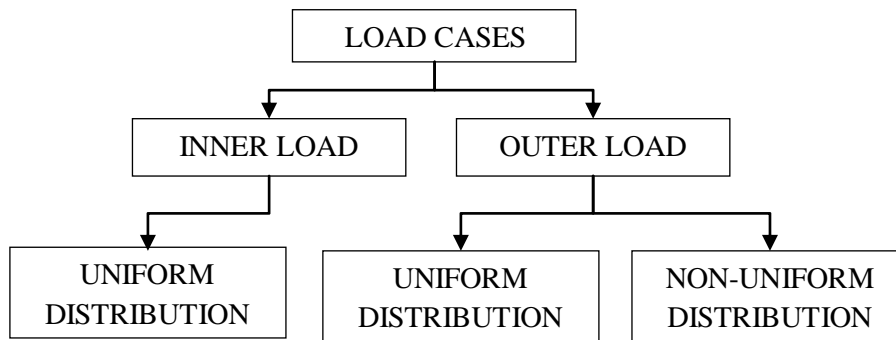 LOAD CASES
INNER LOAD
OUTER LOAD
UNIFORM
DISTRIBUTION
UNIFORM
DISTRIBUTION
NON-UNIFORM
DISTRIBUTION